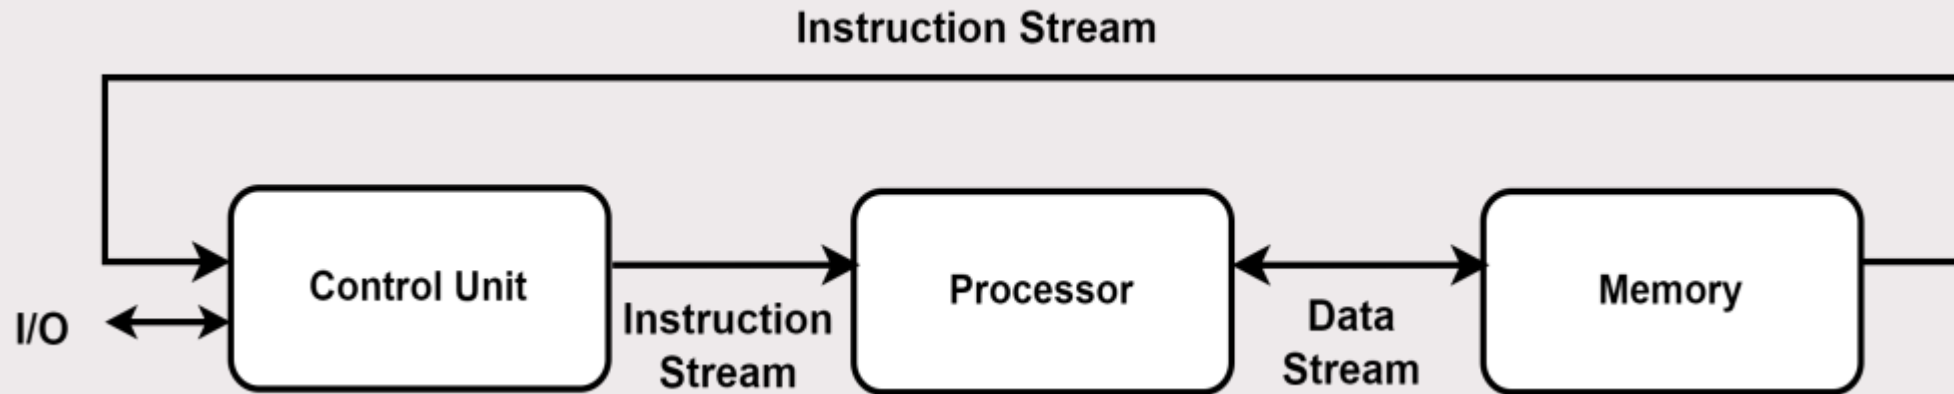 Instruction Stream
Control Unit
Processor
Memory
I/O
Instruction
Stream
Data
Stream